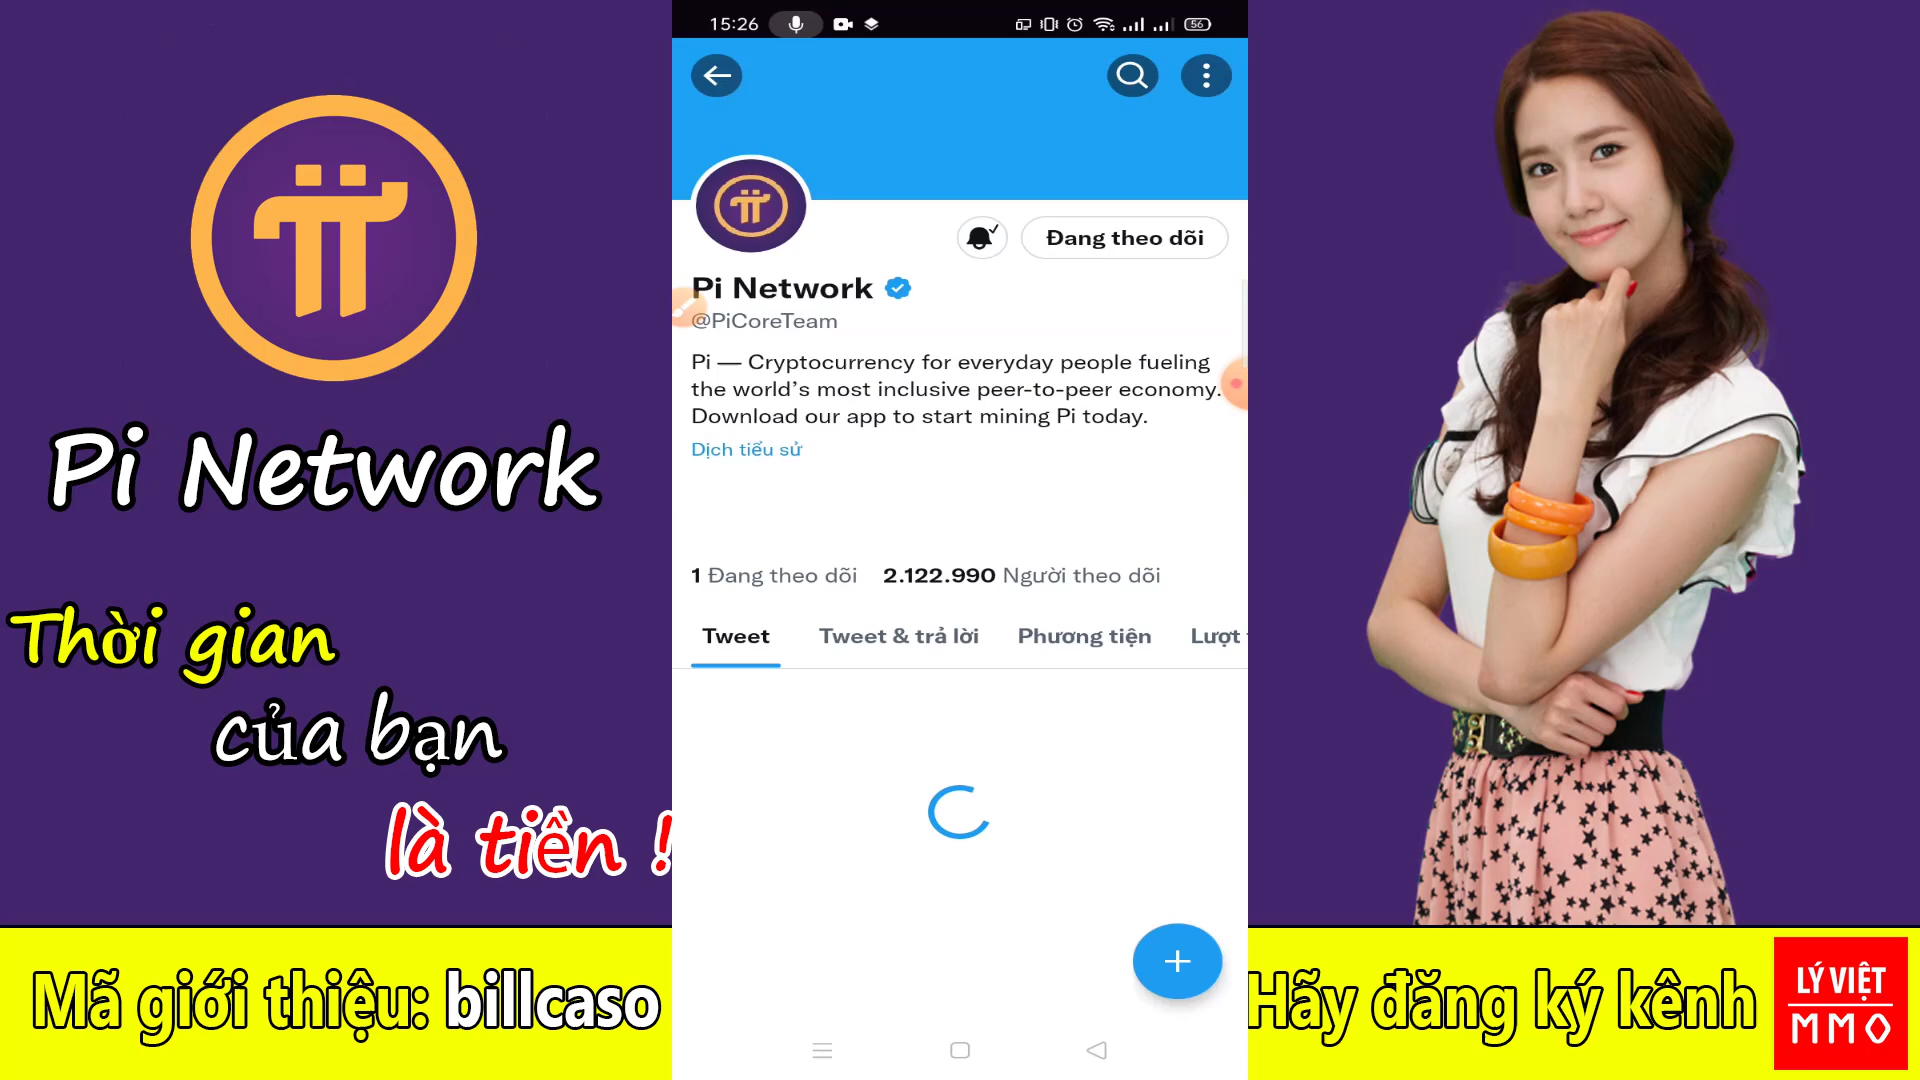 Pi Network
Thời gian
của bạn
là tiền !
Mã giới thiệu: billcaso
15:26
56
Đang theo dõi
Pi Network
@PiCoreTeam
Pi — Cryptocurrency for everyday people fueling
the world’s most inclusive peer-to-peer economy.
Download our app to start mining Pi today.
Dịch tiểu sử
1 Đang theo dõi 2.122.990 Người theo dõi
Tweet Tweet & trả lời Phương tiện Lượt
Hãy đăng ký kênh
LÝ VIỆT
MMO